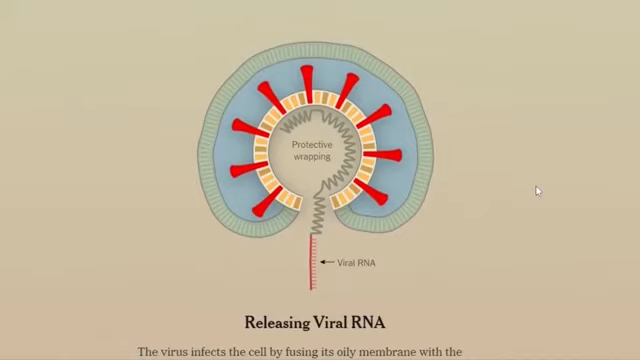 Protective
wrapping
Viral RNA
Releasing Viral RNA
The virus infects the cell by fusing its oily membrane with the